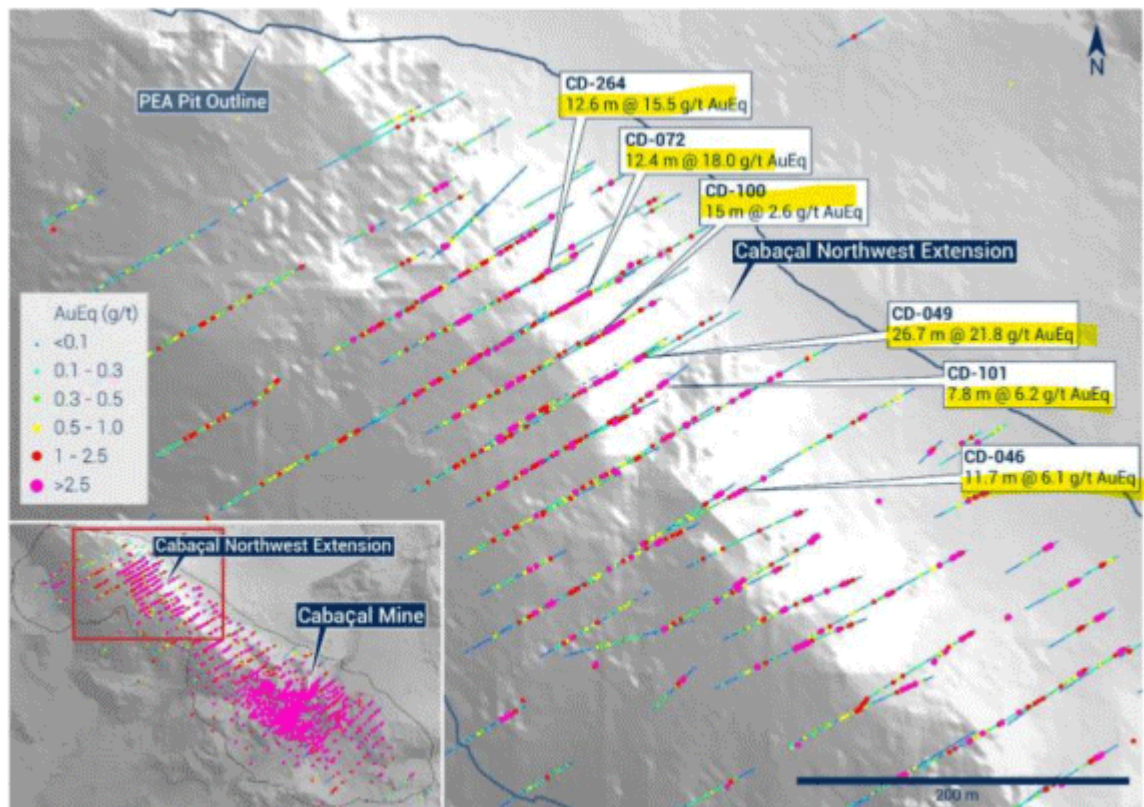 N
PEA Pit Outline
CD-264
12.6 m @ 15.5 g/t AuEq
CD-072
12.4 m @ 18.0 g/t AuEq
CD-100
15 m @ 2.6 g/t AuEq
Cabaçal Northwest Extension
CD-049
26.7 m @ 21.8 g/t AuEq
CD-101
7.8 m @ 6.2 g/t AuEq
CD-046
11.7 m @ 6.1 g/t AuEq
AuEq (g/t)
<0.1
0.1 - 0.3
0.3 - 0.5
0.5 - 1.0
1 - 2.5
>2.5
Cabaçal Northwest Extension
Cabaçal Mine
200 m